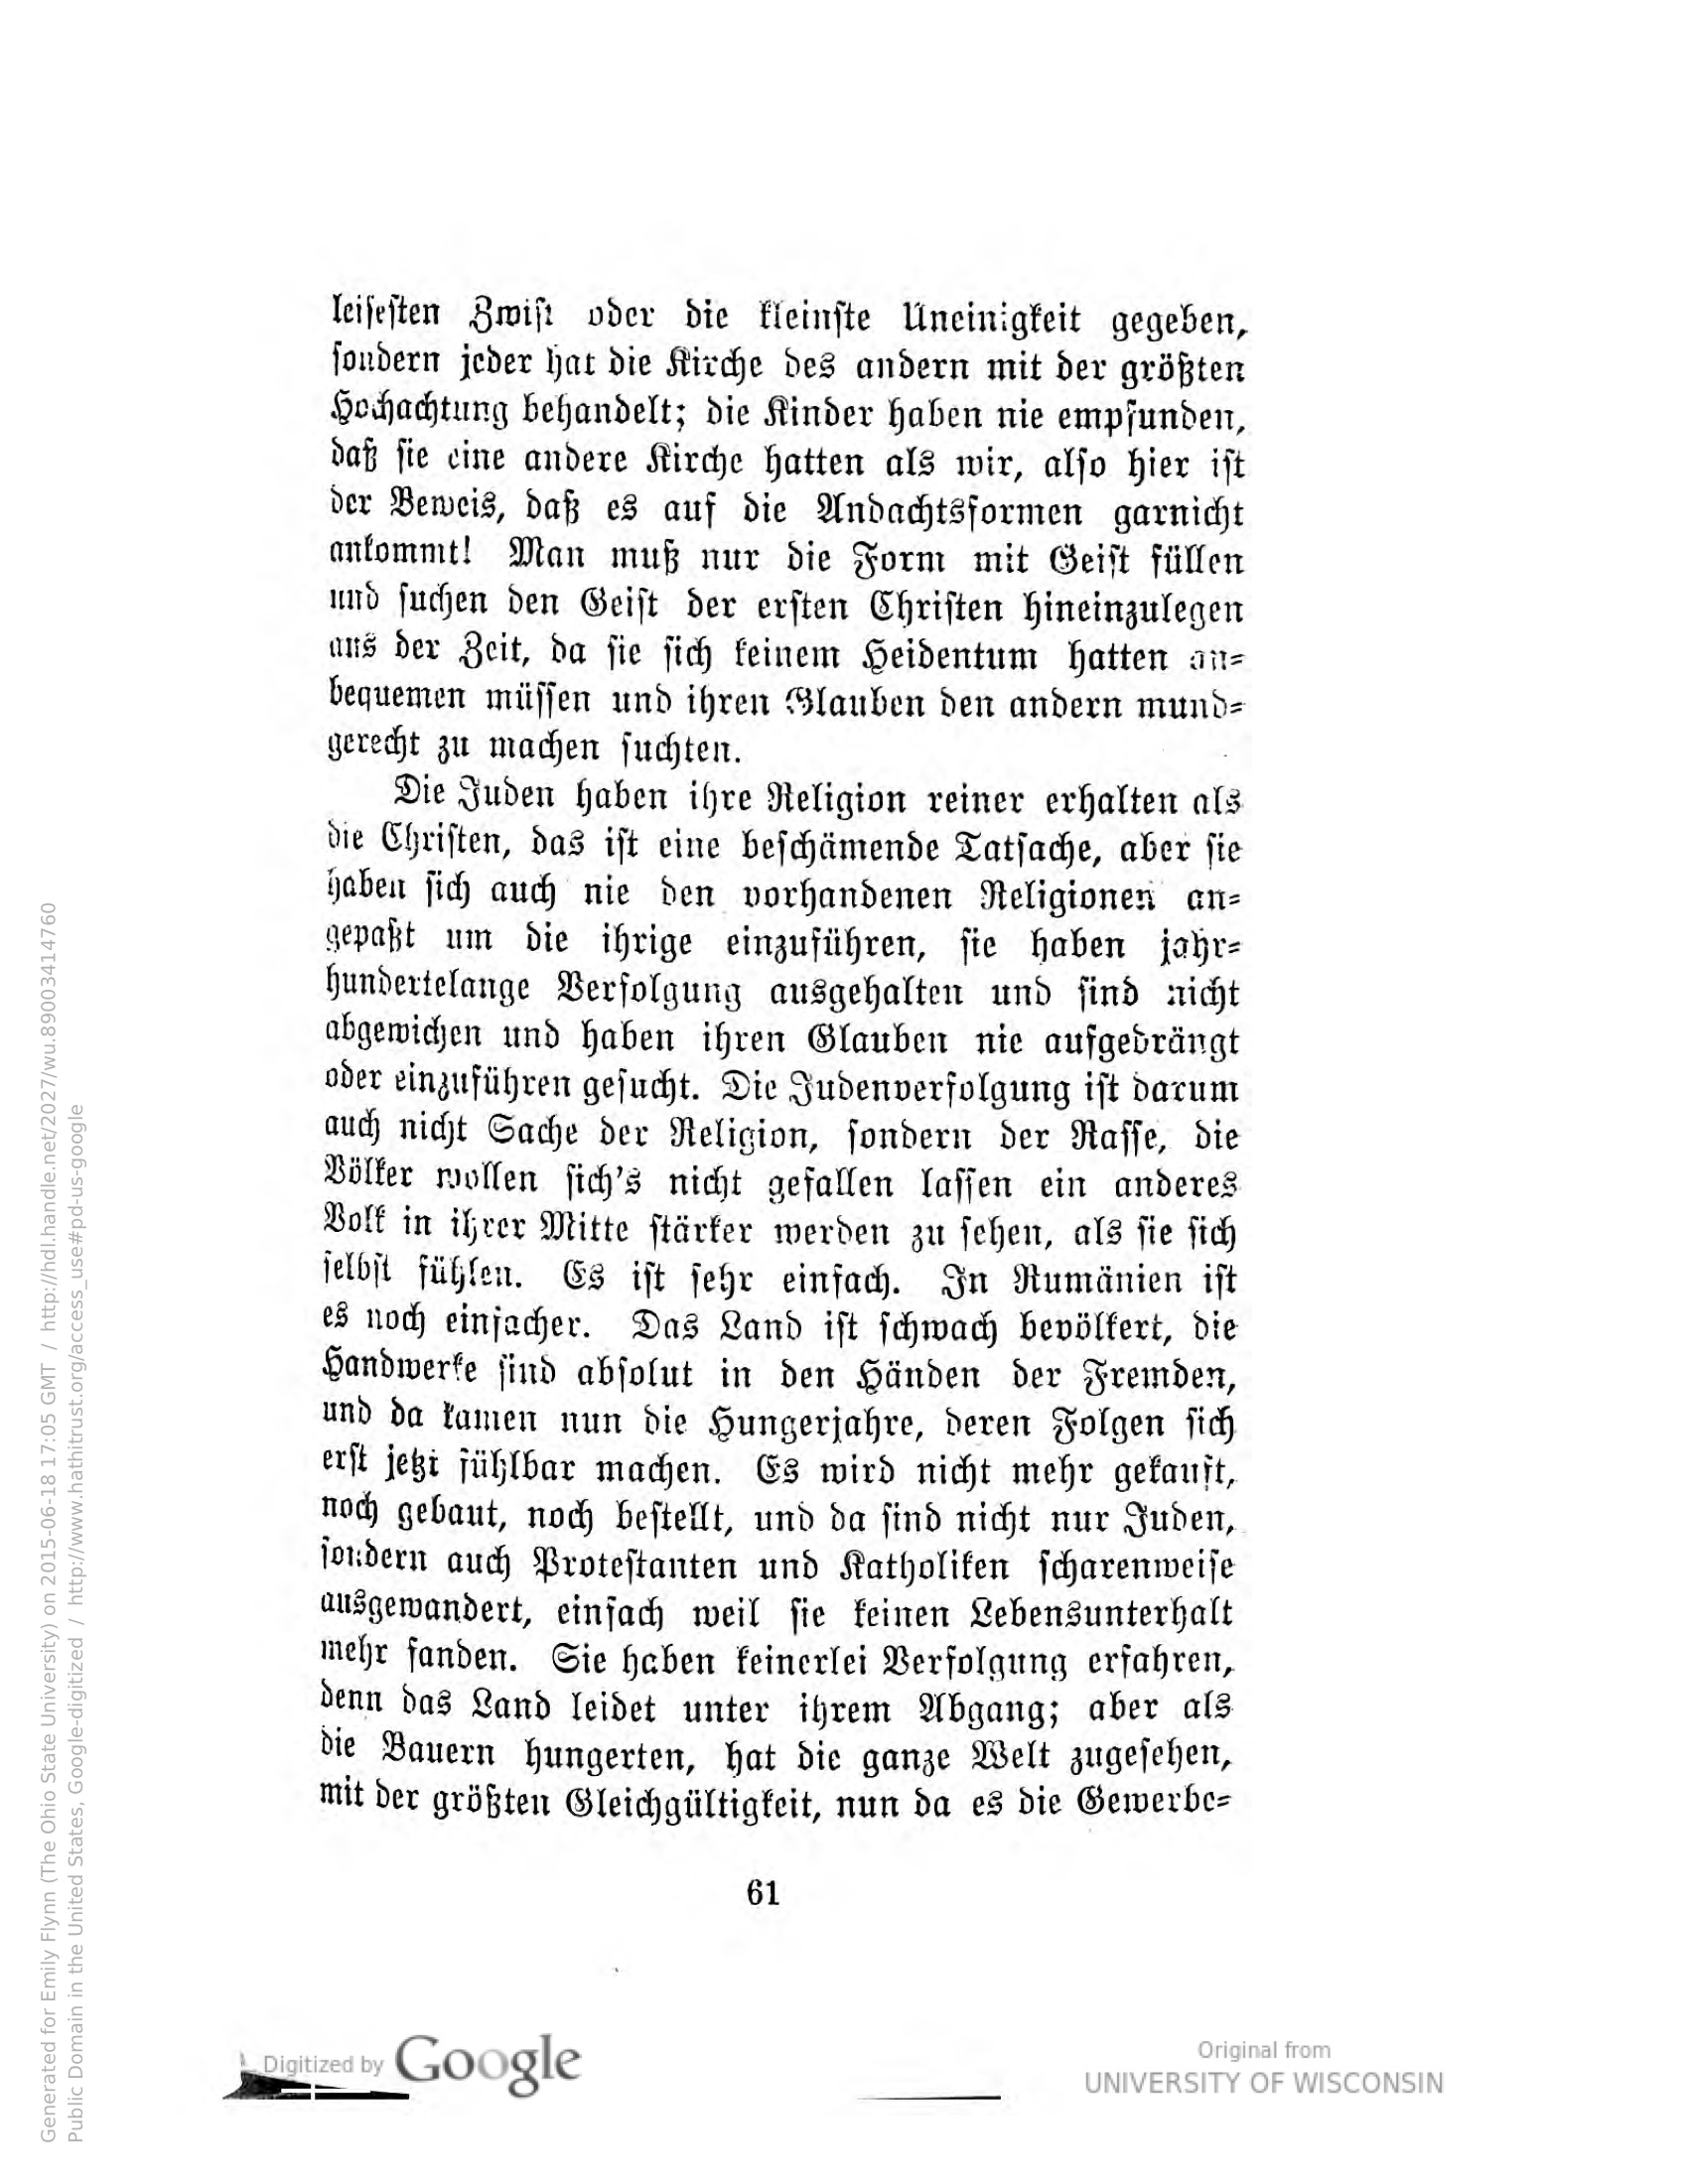 leisesten Zwist oder die kleinste Uneinigkeit gegeben,
sondern jeder hat die Kirche des andern mit der größten
Hochachtung behandelt; die Kinder haben nie empfunden,
daß sie eine andere Kirche hatten als wir, also hier ist
der Beweis, daß es auf die Andachtsformen garnicht
ankommt! Man muß nur die Form mit Geist füllen
und suchen den Geist der ersten Christen hineinzulegen
aus der Zeit, da sie sich keinem Heidentum hatten an-
bequemen müssen und ihren Glauben den andern mund-
gerecht zu machen suchten.
Die Juden haben ihre Religion reiner erhalten als
die Christen, das ist eine beschämende Tatsache, aber sie
haben sich auch nie den vorhandenen Religionen an-
gepaßt um die ihrige einzuführen, sie haben jahr-
hundertelange Verfolgung ausgehalten und sind nicht
abgewichen und haben ihren Glauben nie aufgedrängt
oder einzuführen gesucht. Die Judenverfolgung ist darum
auch nicht Sache der Religion, sondern der Rasse, die
Völker wollen sich's nicht gefallen lassen ein anderes
Volk in ihrer Mitte stärker werden zu sehen, als sie sich
selbst fühlen. Es ist sehr einfach. In Rumänien ist
es noch einfacher. Das Land ist schwach bevölkert, die
Handwerke sind absolut in den Händen der Fremden,
und da kamen nun die Hungerjahre, deren Folgen sich
erst jetzt fühlbar machen. Es wird nicht mehr gekauft,
noch gebaut, noch bestellt, und da sind nicht nur Juden,
sondern auch Protestanten und Katholiken scharenweise
ausgewandert, einfach weil sie keinen Lebensunterhalt
mehr fanden. Sie haben keinerlei Verfolgung erfahren,
denn das Land leidet unter ihrem Abgang; aber als
die Bauern hungerten, hat die ganze Welt zugesehen,
mit der größten Gleichgültigkeit, nun da es die Gewerbe-
61
Digitized by Google
Original from
UNIVERSITY OF WISCONSIN
Generated for Emily Flynn (The Ohio State University) on 2015-06-18 17:05 GMT / http://hdl.handle.net/2027/wu.89003414760
Public Domain in the United States, Google-digitized / http://www.hathitrust.org/access_use#pd-us-google